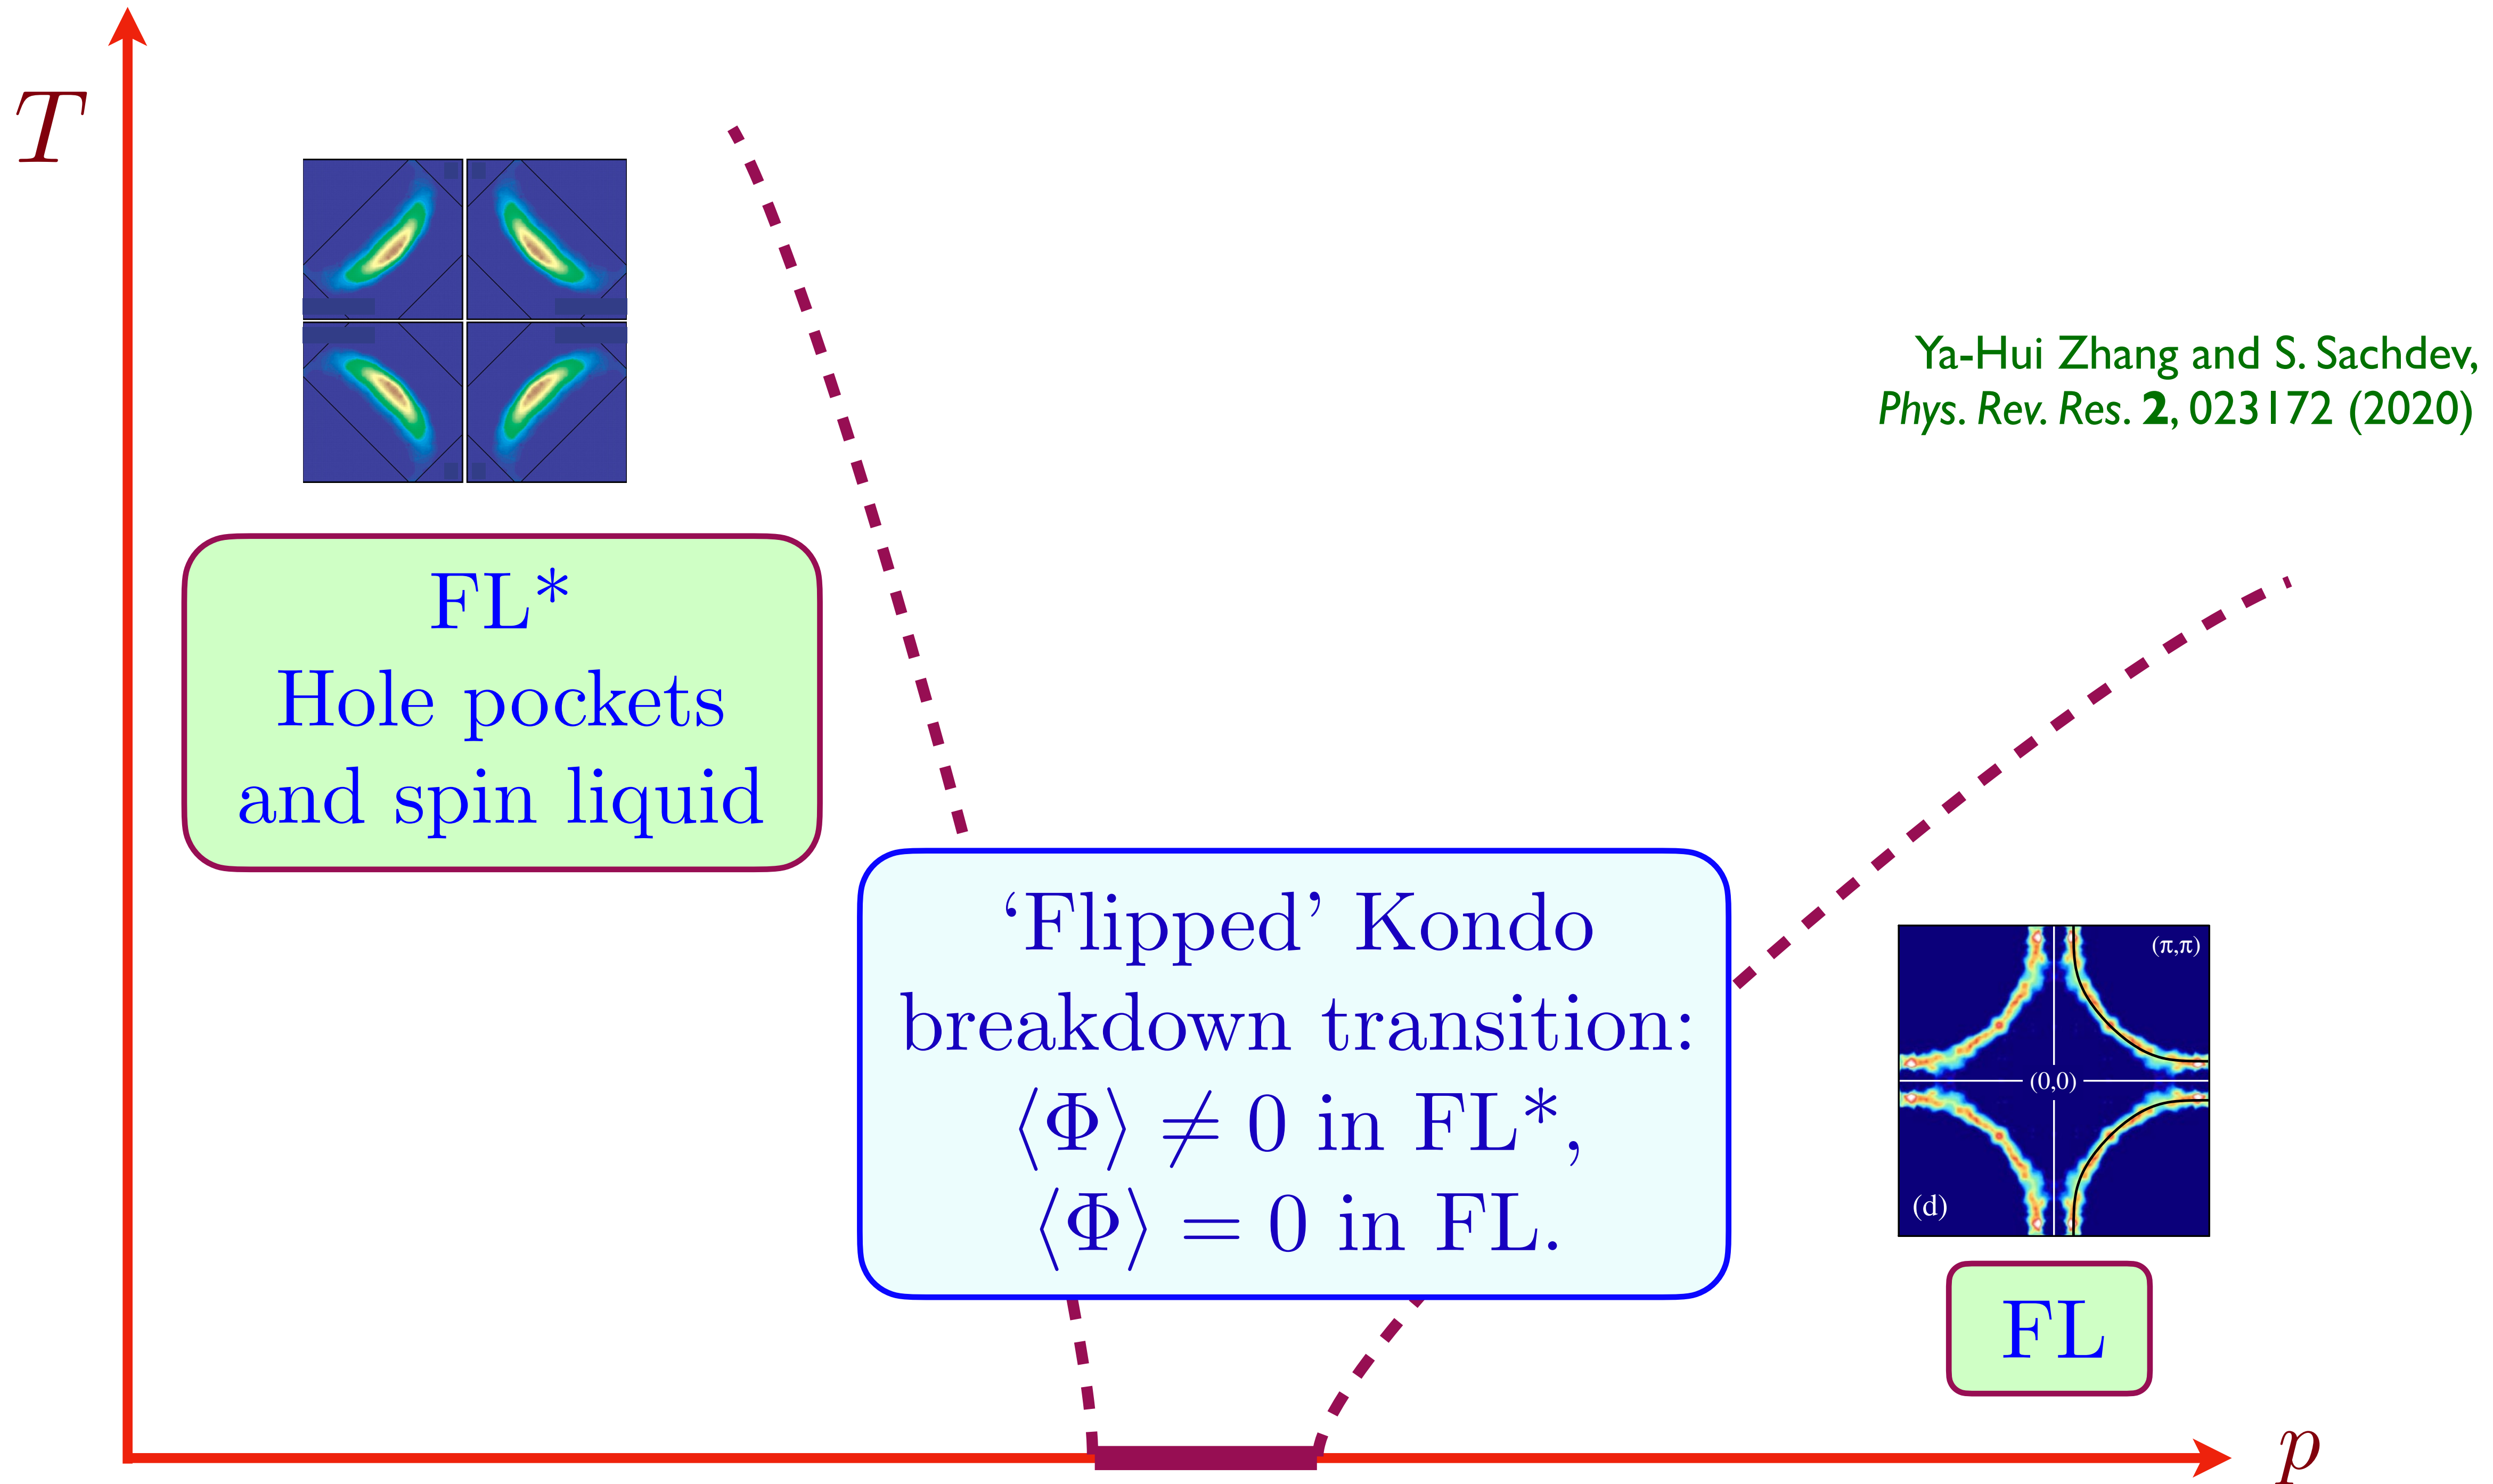 T
Ya-Hui Zhang and S. Sachdev,
Phys. Rev. Res. 2, 023172 (2020)
FL*
Hole pockets
and spin liquid
‘Flipped’ Kondo
breakdown transition:
⟨Φ⟩ ≠ 0 in FL*,
⟨Φ⟩ = 0 in FL.
(π,π)
(0,0)
(d)
FL
p